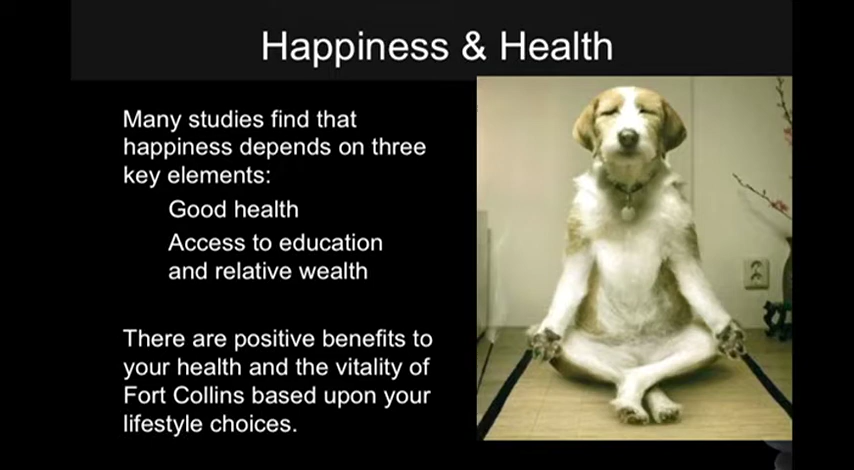 Happiness & Health
Many studies find that
happiness depends on three
key elements:
Good health
Access to education
and relative wealth
There are positive benefits to
your health and the vitality of
Fort Collins based upon your
lifestyle choices.